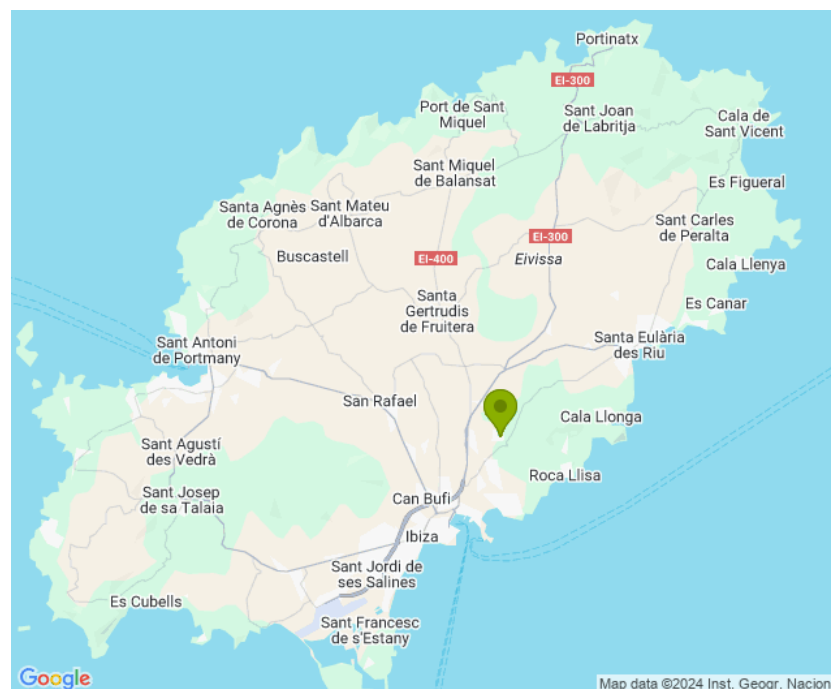 Portinatx
EI-300
Port de Sant
Miquel
Sant Joan
de Labritja
Cala de
Sant Vicent
Sant Miquel
de Balansat
Es Figueral
Santa Agnès
de Corona
Sant Mateu
d'Albarca
Sant Carles
de Peralta
EI-300
Buscastell
EI-400
Eivissa
Cala Llenya
Santa
Gertrudis
de Fruitera
Es Canar
Sant Antoni
de Portmany
Santa Eulària
des Riu
San Rafael
Cala Llonga
Sant Agustí
des Vedrà
Roca Llisa
Sant Josep
de sa Talaia
Can Bufi
Ibiza
Sant Jordi de
ses Salines
Es Cubells
Sant Francesc
de s'Estany
Google
Map data ©2024 Inst. Geogr. Nacion